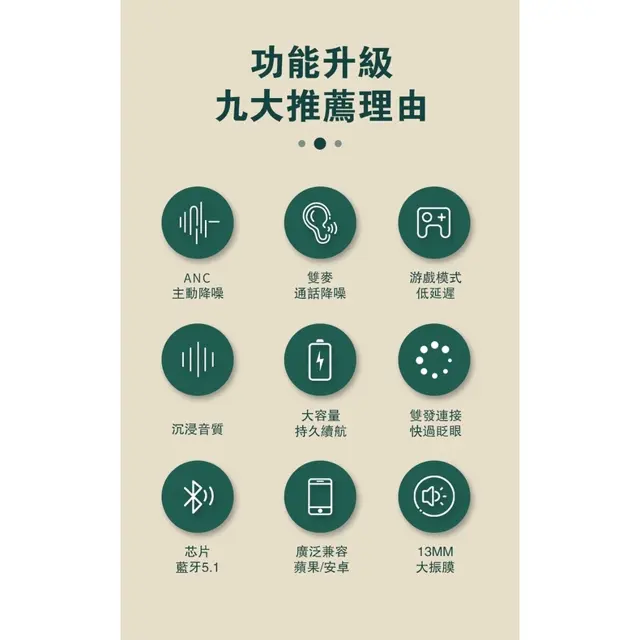 功能升級
九大推薦理由
ANC
主動降噪
雙麥
通話降噪
游戲模式
低延遲
沉浸音質
大容量
持久續航
雙發連接
快過眨眼
芯片
藍牙5.1
廣泛兼容
蘋果/安卓
13MM
大振膜